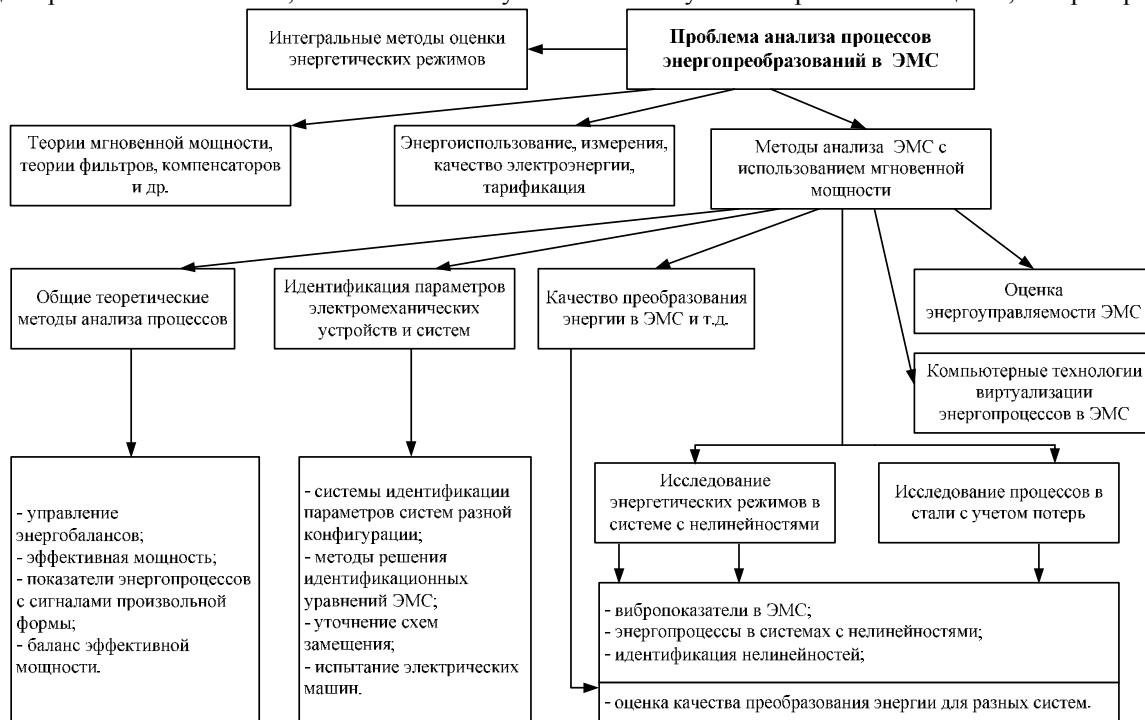 Интегральные методы оценки
энергетических режимов
Проблема анализа процессов
энергопреобразований в ЭМС
Теории мгновенной мощности,
теории фильтров, компенсаторов
и др.
Энергоиспользование, измерения,
качество электроэнергии,
тарификация
Методы анализа ЭМС с
использованием мгновенной
мощности
Общие теоретические
методы анализа процессов
Идентификация параметров
электромеханических
устройств и систем
Качество преобразования
энергии в ЭМС и т.д.
Оценка
энергоуправляемости ЭМС
Компьютерные технологии
виртуализации
энергопроцессов в ЭМС
Исследование
энергетических режимов в
системе с нелинейностями
Исследование процессов в
стали с учетом потерь
- управление
энергобалансов;
- эффективная мощность;
- показатели энергопроцессов
с сигналами произвольной
формы;
- баланс эффективной
мощности.
- системы идентификации
параметров систем разной
конфигурации;
- методы решения
идентификационных
уравнений ЭМС;
- уточнение схем
замещения;
- испытание электрических
машин.
- вибропоказатели в ЭМС;
- энергопроцессы в системах с нелинейностями;
- идентификация нелинейностей;
- оценка качества преобразования энергии для разных систем.